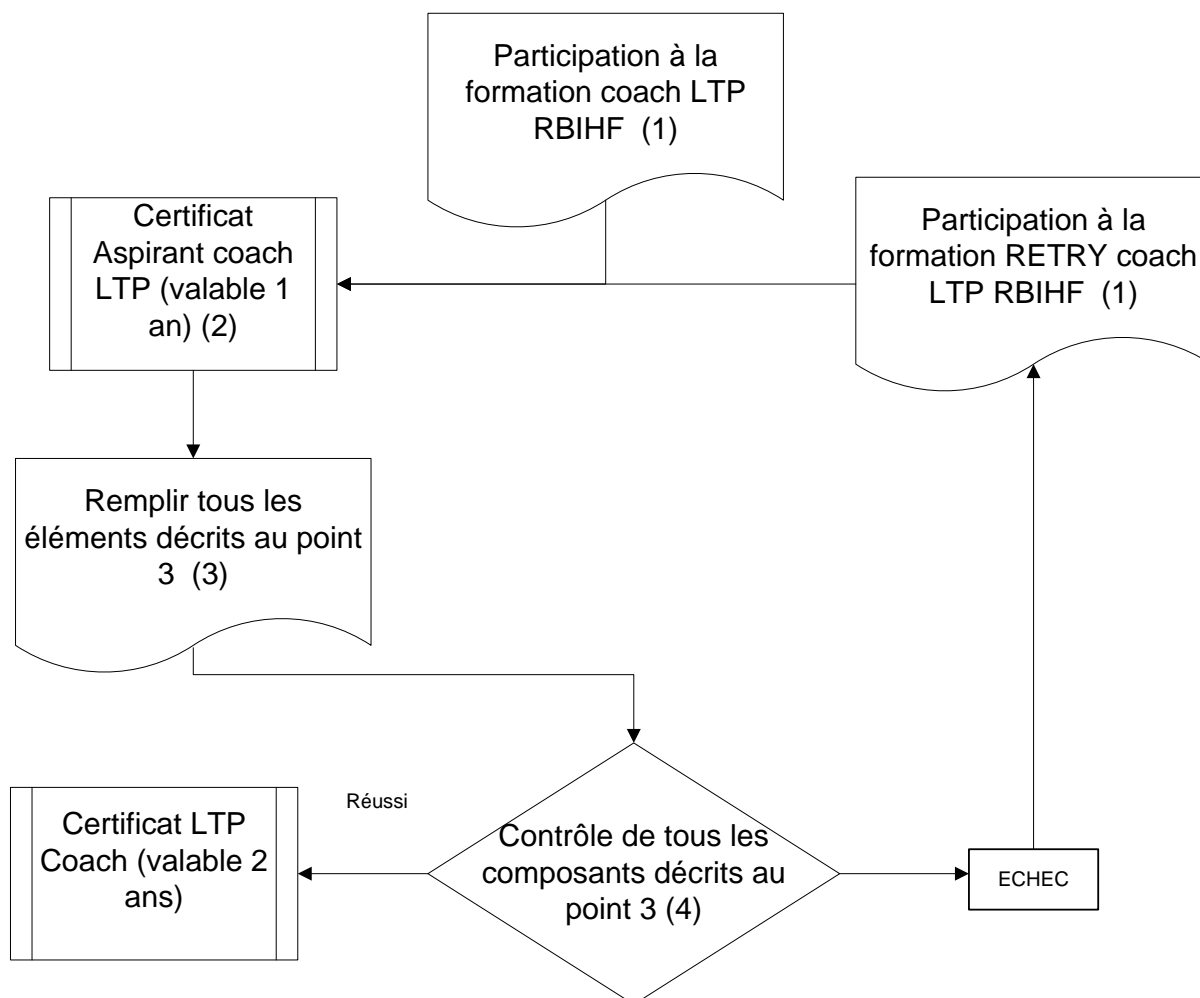 Participation à la
formation coach LTP
RBIHF (1)
Certificat
Aspirant coach
LTP (valable 1
an) (2)
Participation à la
formation RETRY coach
LTP RBIHF (1)
Remplir tous les
éléments décrits au point
3 (3)
Réussi
Certificat LTP
Coach (valable 2
ans)
Contrôle de tous les
composants décrits au
point 3 (4)
ECHEC